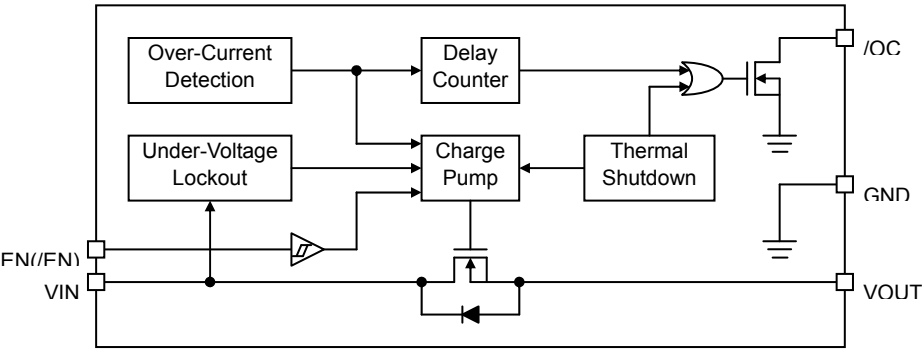 Over-Current
Detection
Delay
Counter
/OC
Under-Voltage
Lockout
Charge
Pump
Thermal
Shutdown
GND
EN(/EN)
VIN
VOUT